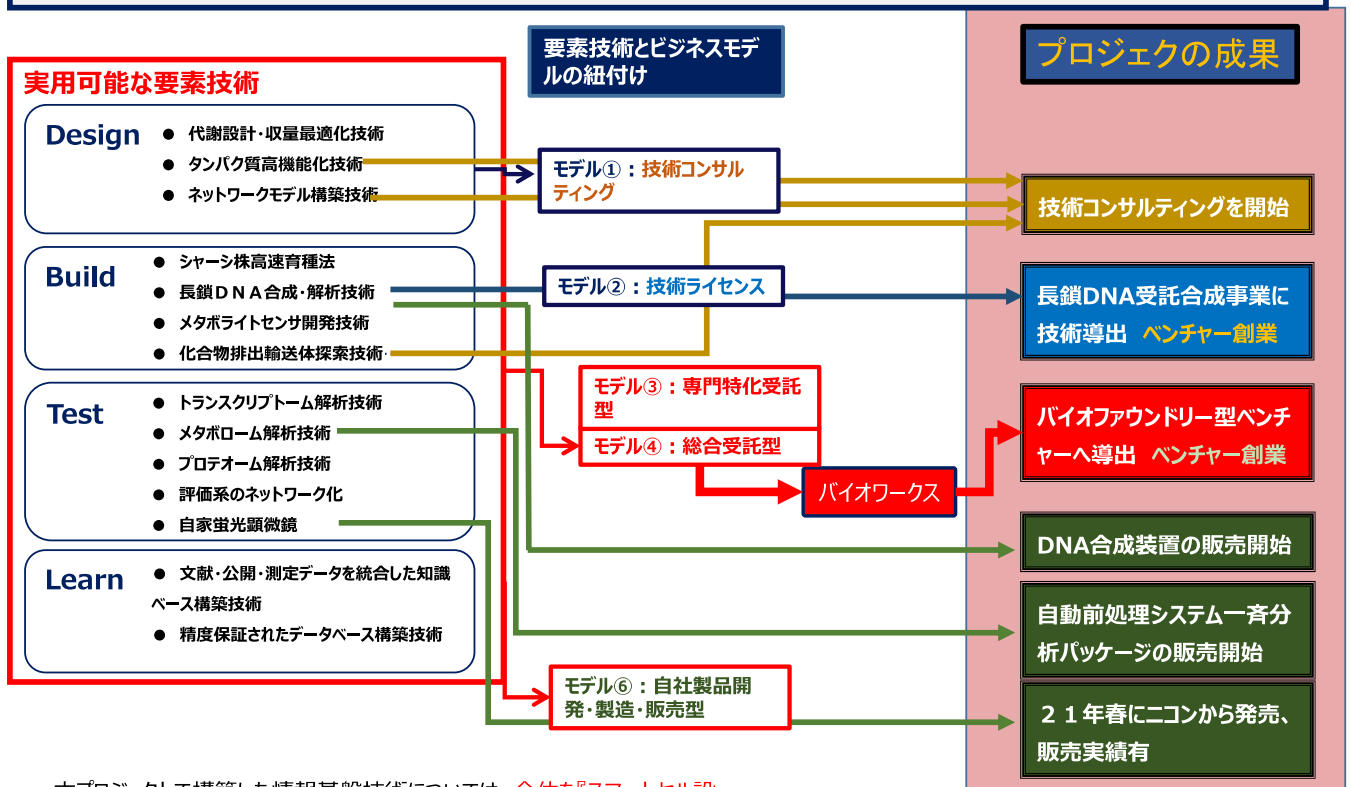 要素技術とビジネスモデ
ルの紐付け
プロジェクの成果
実用可能な要素技術
Design
● 代謝設計・収量最適化技術
● タンパク質高機能化技術
● ネットワークモデル構築技術
モデル①：技術コンサル
ティング
技術コンサルティングを開始
Build
● シャーシ株高速育種法
● 長鎖ＤＮＡ合成・解析技術
● メタボライトセンサ開発技術
● 化合物排出輸送体探索技術
モデル②：技術ライセンス
長鎖DNA受託合成事業に
技術導出 ベンチャー創業
Test
● トランスクリプトーム解析技術
● メタボローム解析技術
● プロテオーム解析技術
● 評価系のネットワーク化
● 自家蛍光顕微鏡
モデル③：専門特化受託
型
モデル④：総合受託型
バイオワークス
バイオファウンドリー型ベンチ
ャーへ導出 ベンチャー創業
DNA合成装置の販売開始
Learn
● 文献・公開・測定データを統合した知識
ベース構築技術
● 精度保証されたデータベース構築技術
自動前処理システム一斉分
析パッケージの販売開始
モデル⑥：自社製品開
発・製造・販売型
２１年春にニコンから発売、
販売実績有